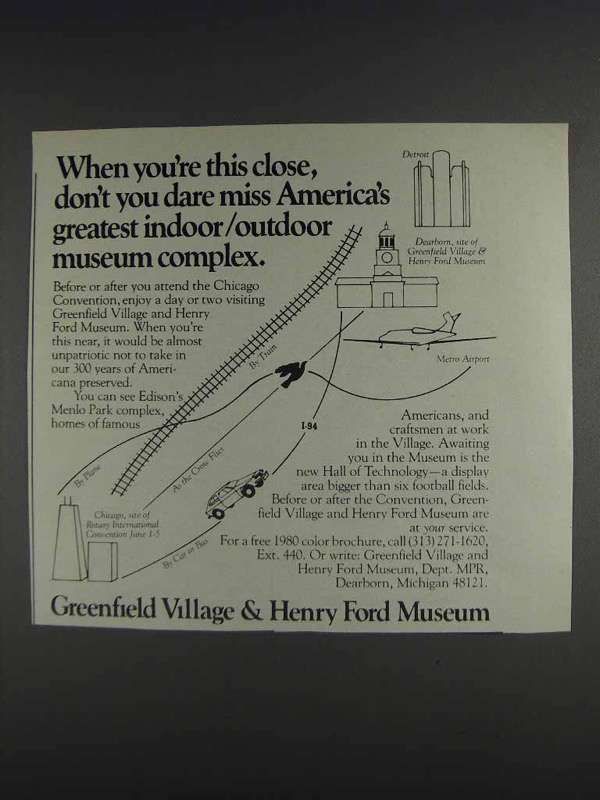 When you're this close,
don't you dare miss America's
greatest indoor/outdoor
museum complex.
Before or after you attend the Chicago
Convention, enjoy a day or two visiting
Greenfield Village and Henry
Ford Museum. When you're
this near, it would be almost
unpatriotic not to take in
our 300 years of Ameri-
cana preserved.
You can see Edison's
Menlo Park complex,
homes of famous
Detroit
Dearborn, site of
Greenfield Village &
Henry Ford Museum
Metro Airport
By Train
I-94
By Plane
As the Crow Flies
By Car or Bus
Chicago, site of
Rotary International
Convention June 1-5
Americans, and
craftsmen at work
in the Village. Awaiting
you in the Museum is the
new Hall of Technology—a display
area bigger than six football fields.
Before or after the Convention, Green-
field Village and Henry Ford Museum are
at your service.
For a free 1980 color brochure, call (313) 271-1620,
Ext. 440. Or write: Greenfield Village and
Henry Ford Museum, Dept. MPR,
Dearborn, Michigan 48121.
Greenfield Village & Henry Ford Museum